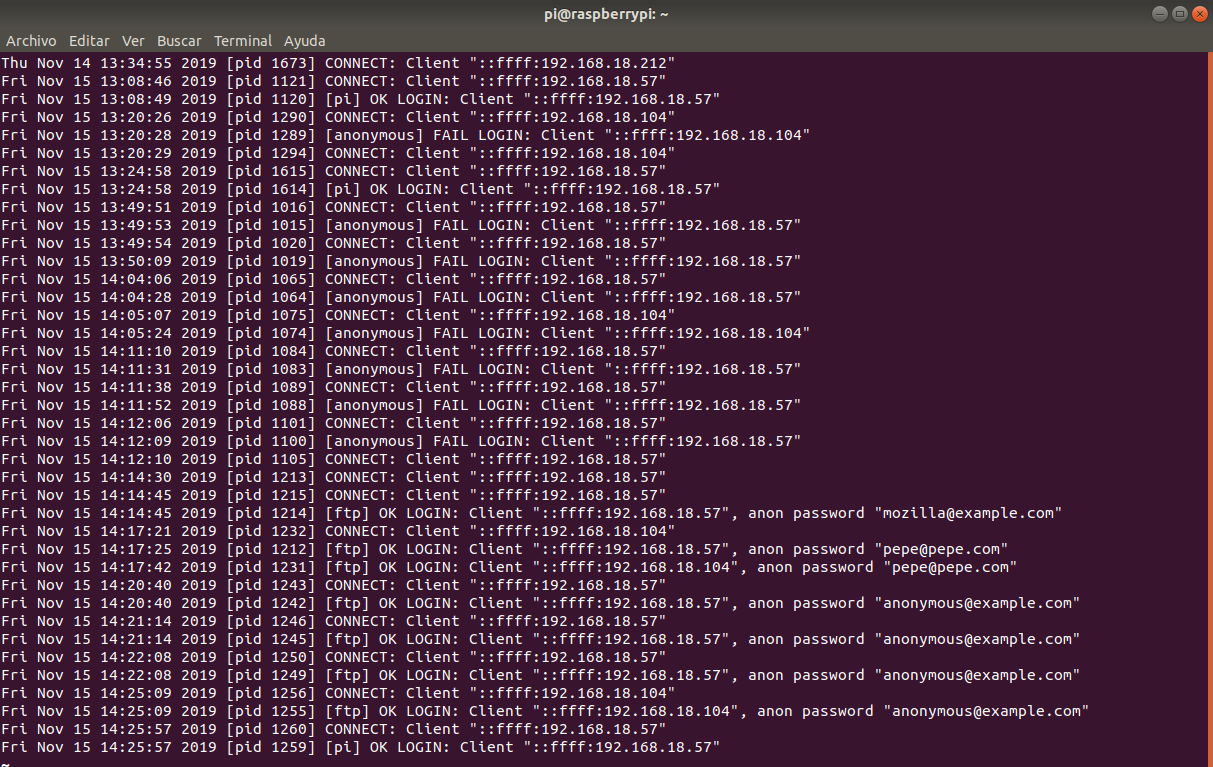 pi@raspberrypi: ~
Archivo Editar Ver Buscar Terminal Ayuda
Thu Nov 14 13:34:55 2019 [pid 1673] CONNECT: Client "::ffff:192.168.18.212"
Fri Nov 15 13:08:46 2019 [pid 1121] CONNECT: Client "::ffff:192.168.18.57"
Fri Nov 15 13:08:49 2019 [pid 1120] [pi] OK LOGIN: Client "::ffff:192.168.18.57"
Fri Nov 15 13:20:26 2019 [pid 1290] CONNECT: Client "::ffff:192.168.18.104"
Fri Nov 15 13:20:28 2019 [pid 1289] [anonymous] FAIL LOGIN: Client "::ffff:192.168.18.104"
Fri Nov 15 13:20:29 2019 [pid 1294] CONNECT: Client "::ffff:192.168.18.104"
Fri Nov 15 13:24:58 2019 [pid 1615] CONNECT: Client "::ffff:192.168.18.57"
Fri Nov 15 13:24:58 2019 [pid 1614] [pi] OK LOGIN: Client "::ffff:192.168.18.57"
Fri Nov 15 13:49:51 2019 [pid 1016] CONNECT: Client "::ffff:192.168.18.57"
Fri Nov 15 13:49:53 2019 [pid 1015] [anonymous] FAIL LOGIN: Client "::ffff:192.168.18.57"
Fri Nov 15 13:49:54 2019 [pid 1020] CONNECT: Client "::ffff:192.168.18.57"
Fri Nov 15 13:50:09 2019 [pid 1019] [anonymous] FAIL LOGIN: Client "::ffff:192.168.18.57"
Fri Nov 15 14:04:06 2019 [pid 1065] CONNECT: Client "::ffff:192.168.18.57"
Fri Nov 15 14:04:28 2019 [pid 1064] [anonymous] FAIL LOGIN: Client "::ffff:192.168.18.57"
Fri Nov 15 14:05:07 2019 [pid 1075] CONNECT: Client "::ffff:192.168.18.104"
Fri Nov 15 14:05:24 2019 [pid 1074] [anonymous] FAIL LOGIN: Client "::ffff:192.168.18.104"
Fri Nov 15 14:11:10 2019 [pid 1084] CONNECT: Client "::ffff:192.168.18.57"
Fri Nov 15 14:11:31 2019 [pid 1083] [anonymous] FAIL LOGIN: Client "::ffff:192.168.18.57"
Fri Nov 15 14:11:38 2019 [pid 1089] CONNECT: Client "::ffff:192.168.18.57"
Fri Nov 15 14:11:52 2019 [pid 1088] [anonymous] FAIL LOGIN: Client "::ffff:192.168.18.57"
Fri Nov 15 14:12:06 2019 [pid 1101] CONNECT: Client "::ffff:192.168.18.57"
Fri Nov 15 14:12:09 2019 [pid 1100] [anonymous] FAIL LOGIN: Client "::ffff:192.168.18.57"
Fri Nov 15 14:12:10 2019 [pid 1105] CONNECT: Client "::ffff:192.168.18.57"
Fri Nov 15 14:14:30 2019 [pid 1213] CONNECT: Client "::ffff:192.168.18.57"
Fri Nov 15 14:14:45 2019 [pid 1215] CONNECT: Client "::ffff:192.168.18.57"
Fri Nov 15 14:14:45 2019 [pid 1214] [ftp] OK LOGIN: Client "::ffff:192.168.18.57", anon password "mozilla@example.com"
Fri Nov 15 14:17:21 2019 [pid 1232] CONNECT: Client "::ffff:192.168.18.104"
Fri Nov 15 14:17:25 2019 [pid 1212] [ftp] OK LOGIN: Client "::ffff:192.168.18.57", anon password "pepe@pepe.com"
Fri Nov 15 14:17:42 2019 [pid 1231] [ftp] OK LOGIN: Client "::ffff:192.168.18.104", anon password "pepe@pepe.com"
Fri Nov 15 14:20:40 2019 [pid 1243] CONNECT: Client "::ffff:192.168.18.57"
Fri Nov 15 14:20:40 2019 [pid 1242] [ftp] OK LOGIN: Client "::ffff:192.168.18.57", anon password "anonymous@example.com"
Fri Nov 15 14:21:14 2019 [pid 1246] CONNECT: Client "::ffff:192.168.18.57"
Fri Nov 15 14:21:14 2019 [pid 1245] [ftp] OK LOGIN: Client "::ffff:192.168.18.57", anon password "anonymous@example.com"
Fri Nov 15 14:22:08 2019 [pid 1250] CONNECT: Client "::ffff:192.168.18.57"
Fri Nov 15 14:22:08 2019 [pid 1249] [ftp] OK LOGIN: Client "::ffff:192.168.18.57", anon password "anonymous@example.com"
Fri Nov 15 14:25:09 2019 [pid 1256] CONNECT: Client "::ffff:192.168.18.104"
Fri Nov 15 14:25:09 2019 [pid 1255] [ftp] OK LOGIN: Client "::ffff:192.168.18.104", anon password "anonymous@example.com"
Fri Nov 15 14:25:57 2019 [pid 1260] CONNECT: Client "::ffff:192.168.18.57"
Fri Nov 15 14:25:57 2019 [pid 1259] [pi] OK LOGIN: Client "::ffff:192.168.18.57"
~